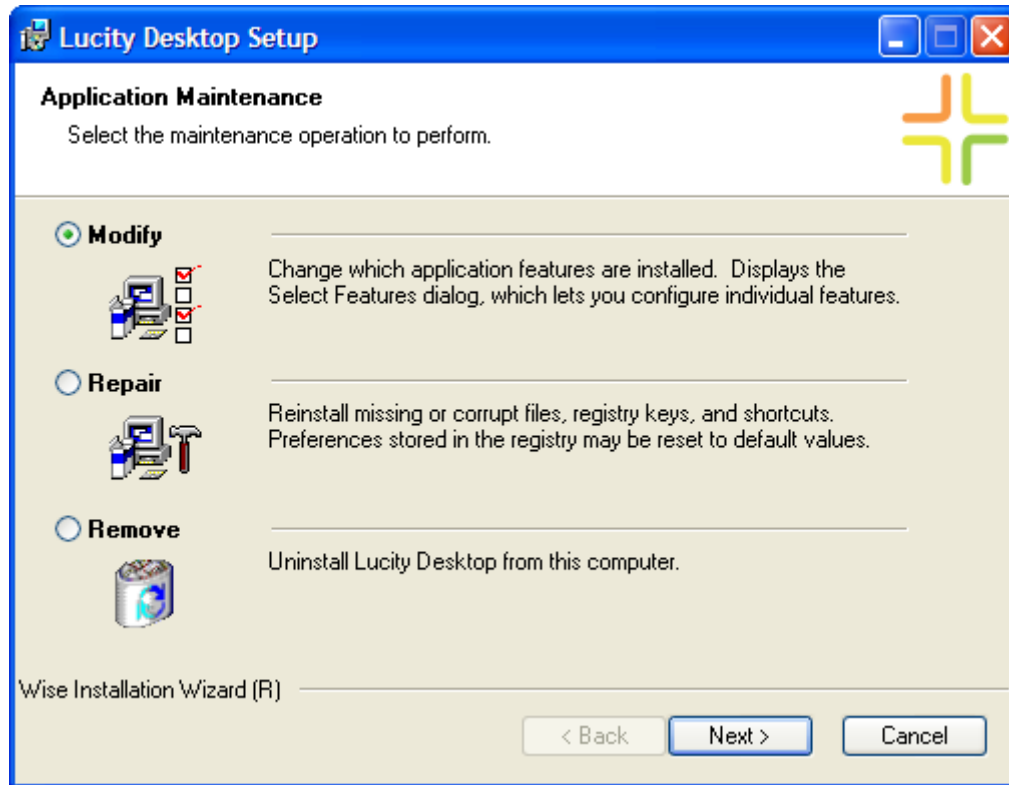 Lucity Desktop Setup
Application Maintenance
Select the maintenance operation to perform.
Modify
Change which application features are installed.  Displays the
Select Features dialog, which lets you configure individual features.
Repair
Reinstall missing or corrupt files, registry keys, and shortcuts.
Preferences stored in the registry may be reset to default values.
Remove
Uninstall Lucity Desktop from this computer.
Wise Installation Wizard (R)
< Back
Next >
Cancel